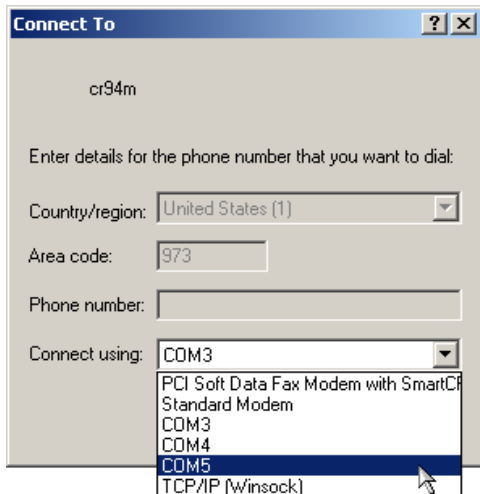 Connect To
cr94m
Enter details for the phone number that you want to dial:
Country/region: United States (1)
Area code: 973
Phone number:
Connect using: COM3
PCI Soft Data Fax Modem with
Standard Modem
COM3
COM4
COM5
TCP/IP (Winsock)